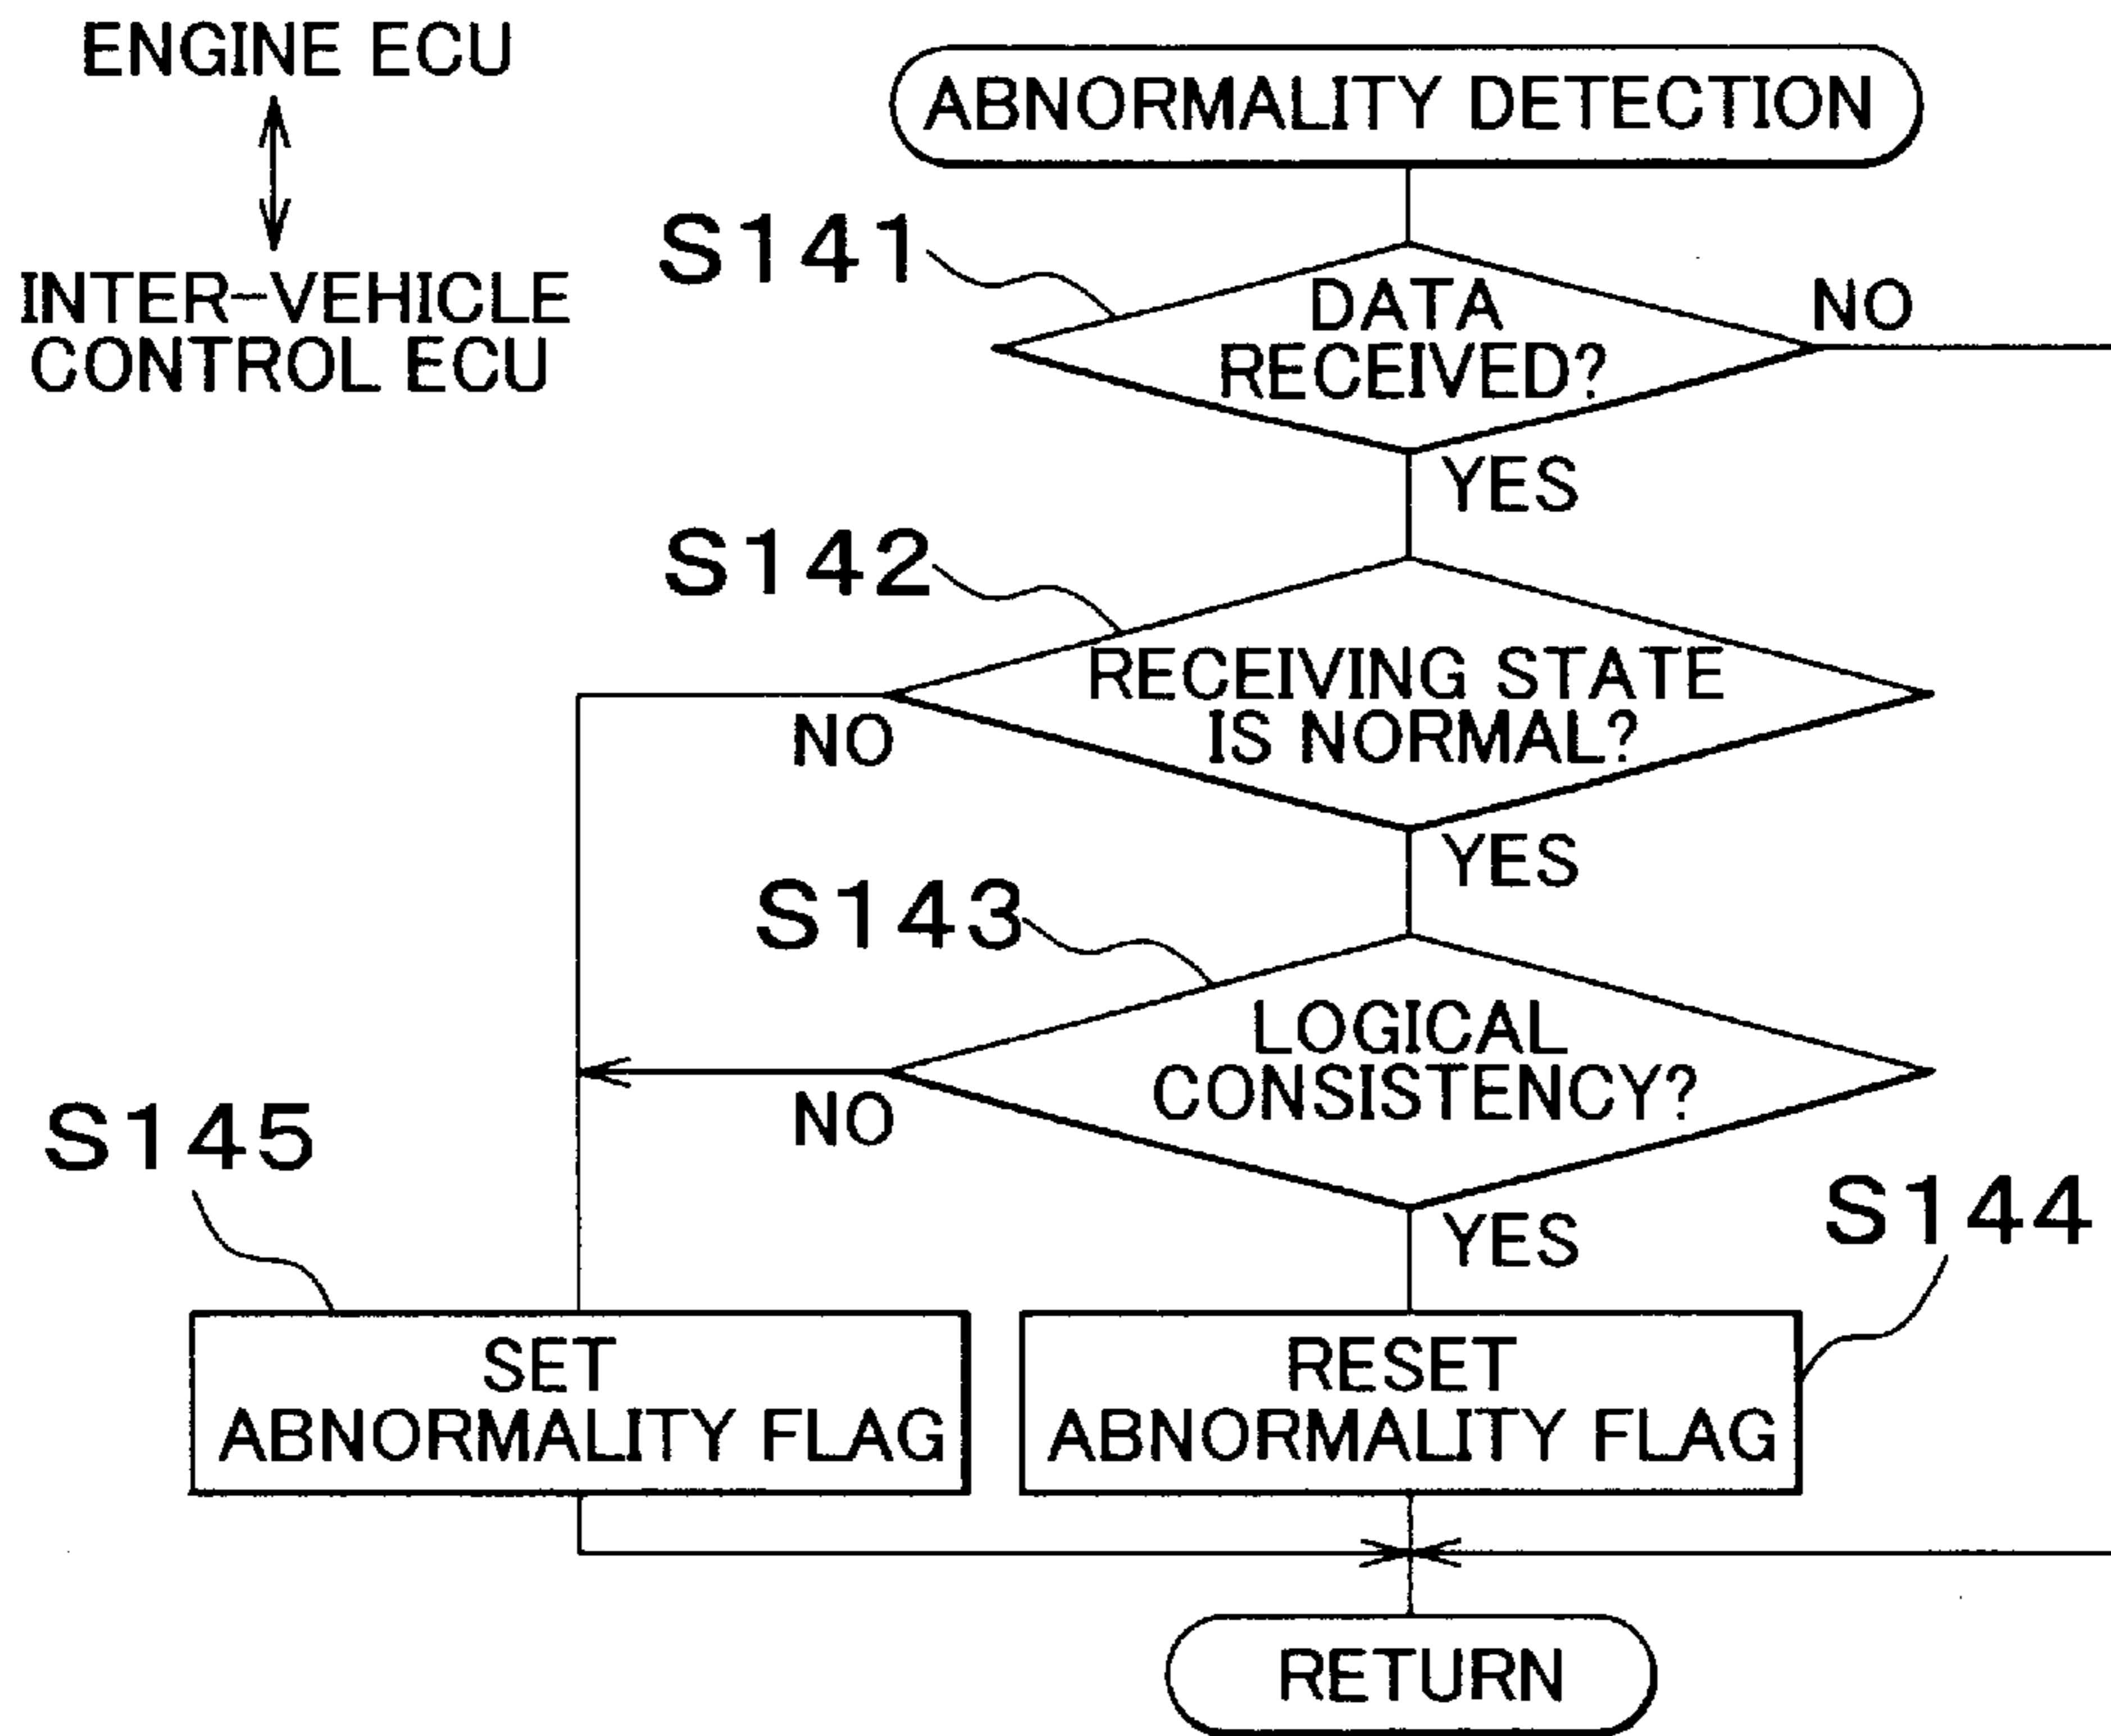 ENGINE ECU
INTER-VEHICLE
CONTROL ECU
ABNORMALITY DETECTION
S141
DATA
RECEIVED?
NO
YES
S142
RECEIVING STATE
IS NORMAL?
NO
YES
S143
LOGICAL
CONSISTENCY?
NO
YES
S145
S144
SET
ABNORMALITY FLAG
RESET
ABNORMALITY FLAG
RETURN